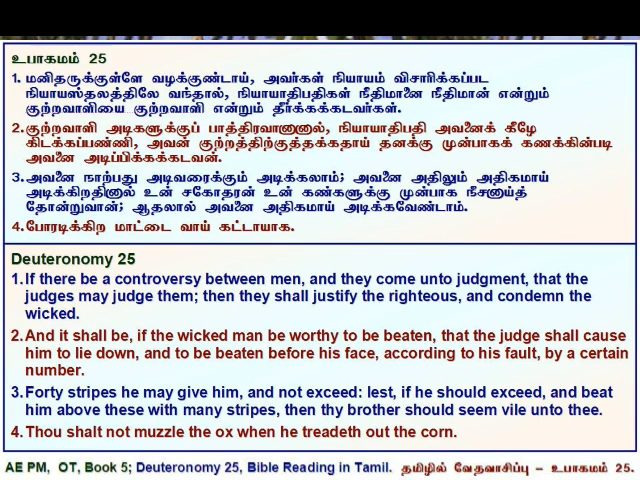 உபாகமம் 25
1. மனிதருக்குள்ளே வழக்குண்டாய், அவர்கள் நியாயம் விசாரிக்கப்பட
நியாயஸ்தலத்திலே வந்தால், நியாயாதிபதிகள் நீதிமானை நீதிமான் என்றும்
குற்றவாளியை குற்றவாளி என்றும் தீர்க்கக்கடவர்கள்.
2.குற்றவாளி அடிகளுக்குப் பாத்திரவானானால், நியாயாதிபதி அவனைக் கீழே
கிடக்கப்பண்ணி, அவன் குற்றத்திற்குத்தக்கதாய் தனக்கு முன்பாகக் கணக்கின்படி
அவனை அடிப்பிக்கக்கடவன்.
3.அவனை நாற்பது அடிவரைக்கும் அடிக்கலாம்; அவனை அதிலும் அதிகமாய்
அடிக்கிறதினால் உன் சகோதரன் உன் கண்களுக்கு முன்பாக நீசனாய்த்
தோன்றுவான்; ஆதலால் அவனை அதிகமாய் அடிக்கவேண்டாம்.
4.போரடிக்கிற மாட்டை வாய் கட்டாயாக.
Deuteronomy 25
1.If there be a controversy between men, and they come unto judgment, that the
judges may judge them; then they shall justify the righteous, and condemn the
wicked.
2.And it shall be, if the wicked man be worthy to be beaten, that the judge shall cause
him to lie down, and to be beaten before his face, according to his fault, by a certain
number.
3.Forty stripes he may give him, and not exceed: lest, if he should exceed, and beat
him above these with many stripes, then thy brother should seem vile unto thee.
4.Thou shalt not muzzle the ox when he treadeth out the corn.
AE PM, OT, Book 5; Deuteronomy 25, Bible Reading in Tamil. தமிழில் வேதவாசிப்பு – உபாகமம் 25.